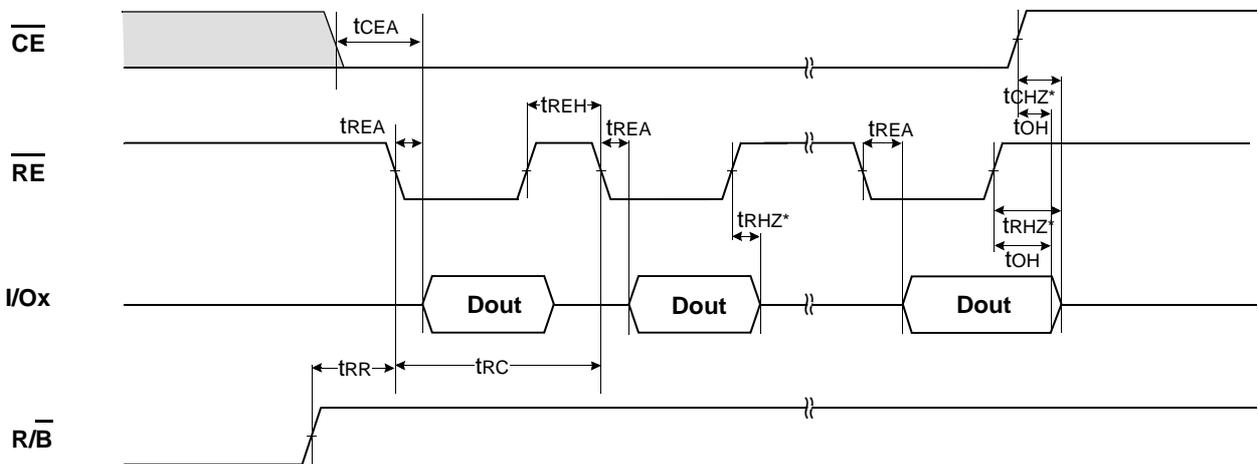 CE
tCEA
tCHZ*
tREH
tOH
tREA
tREA
tREA
RE
tRHZ*
tRHZ*
tOH
I/Ox
Dout
Dout
Dout
tRR
tRC
R/B